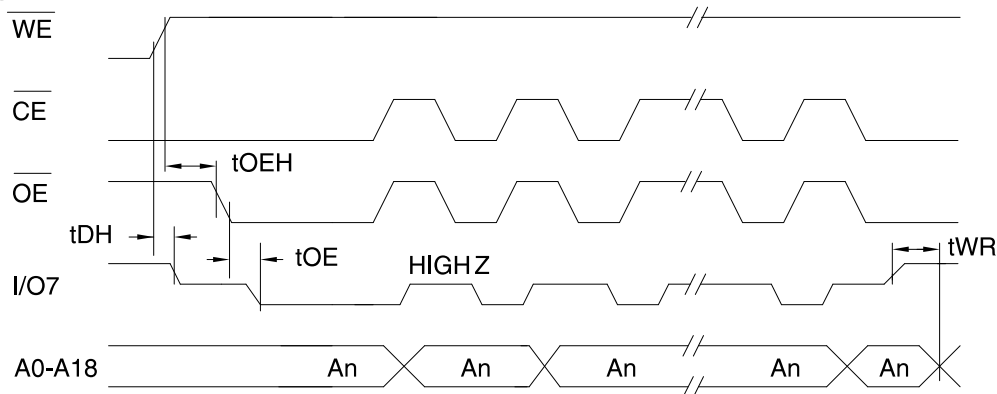 WE
CE
tOEH
OE
tDH
tOE
tWR
HIGH Z
I/O7
A0-A18 An An An An An